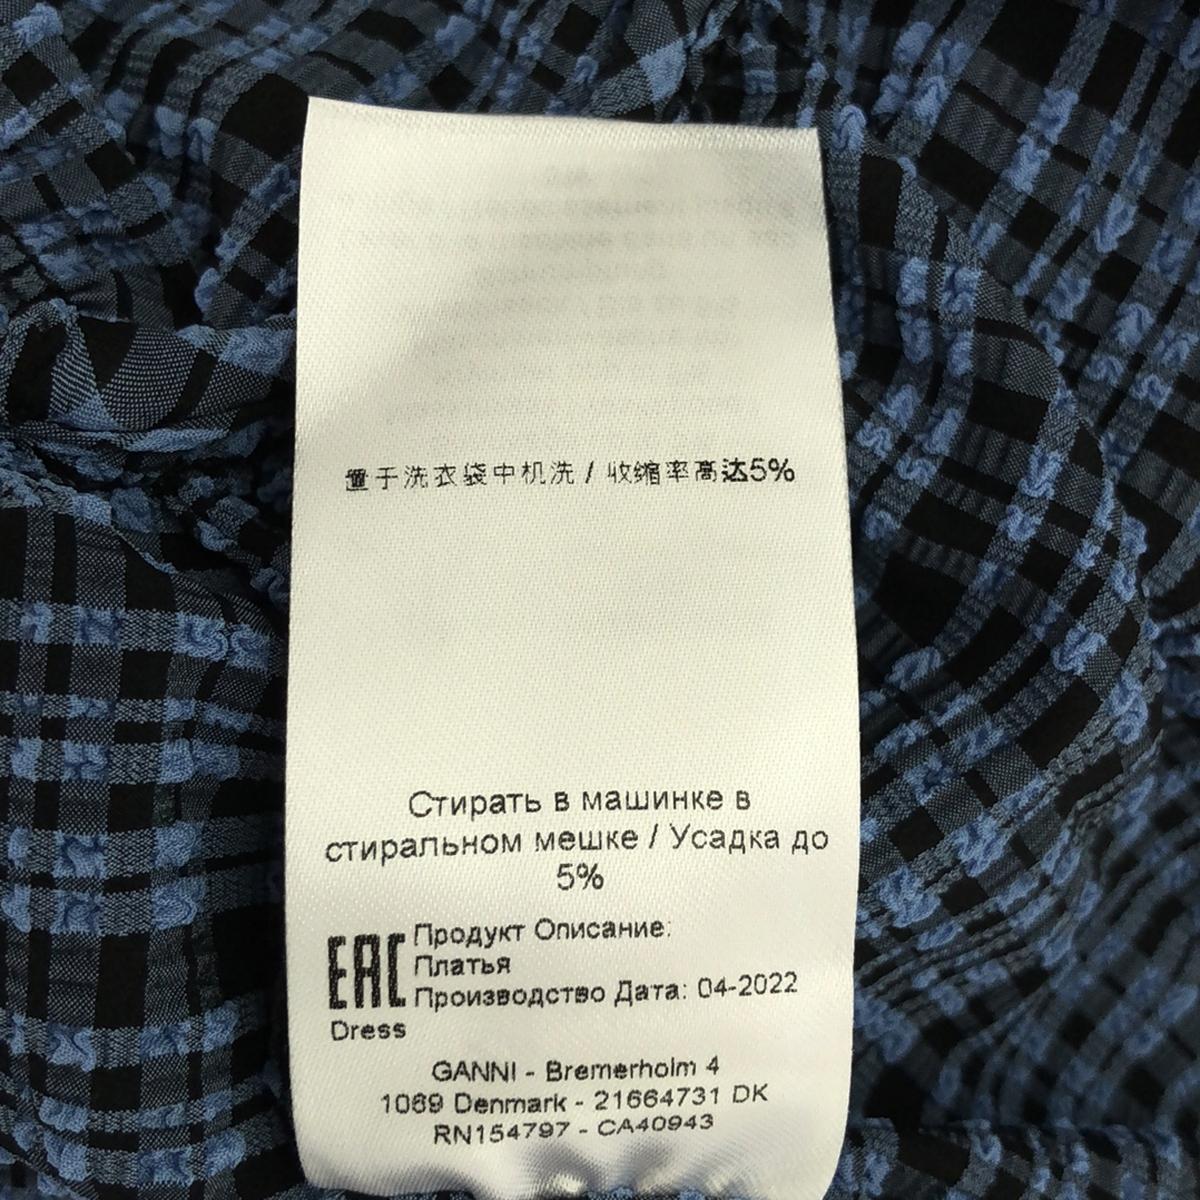 置于洗衣袋中机洗 / 收缩率高达5%
Стирать в машинке в
стиральном мешке / Усадка до
5%
EAC Продукт Описание:
Платья
Производство Дата: 04-2022
Dress
GANNI - Bremerholm 4
1069 Denmark - 21664731 DK
RN154797 - CA40943